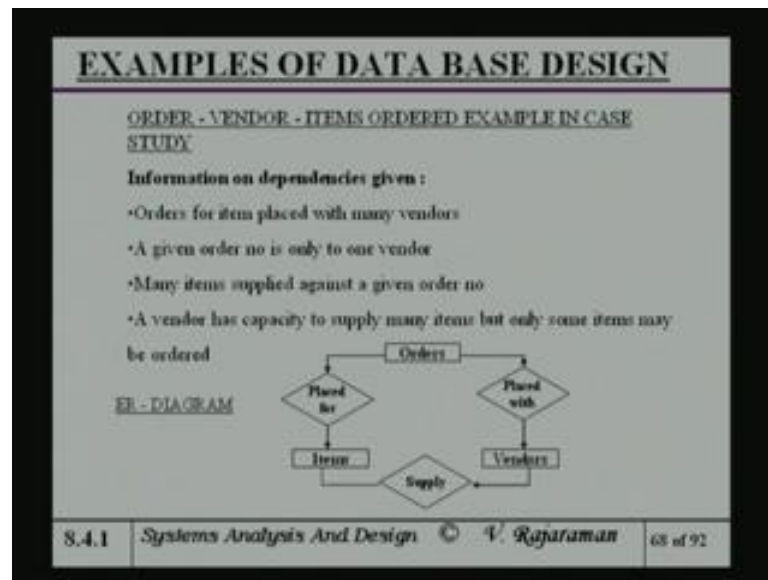 EXAMPLES OF DATA BASE DESIGN
ORDER - VENDOR - ITEMS ORDERED EXAMPLE IN CASE
STUDY
Information on dependencies given :
•Orders for item placed with many vendors
•A given order no is only to one vendor
•Many items supplied against a given order no
•A vendor has capacity to supply many items but only some items may
be ordered
Orders
Placed
for
Placed
with
ER - DIAGRAM
Items
Vendors
Supply
8.4.1 Systems Analysis And Design © V. Rajaraman 68 of 92